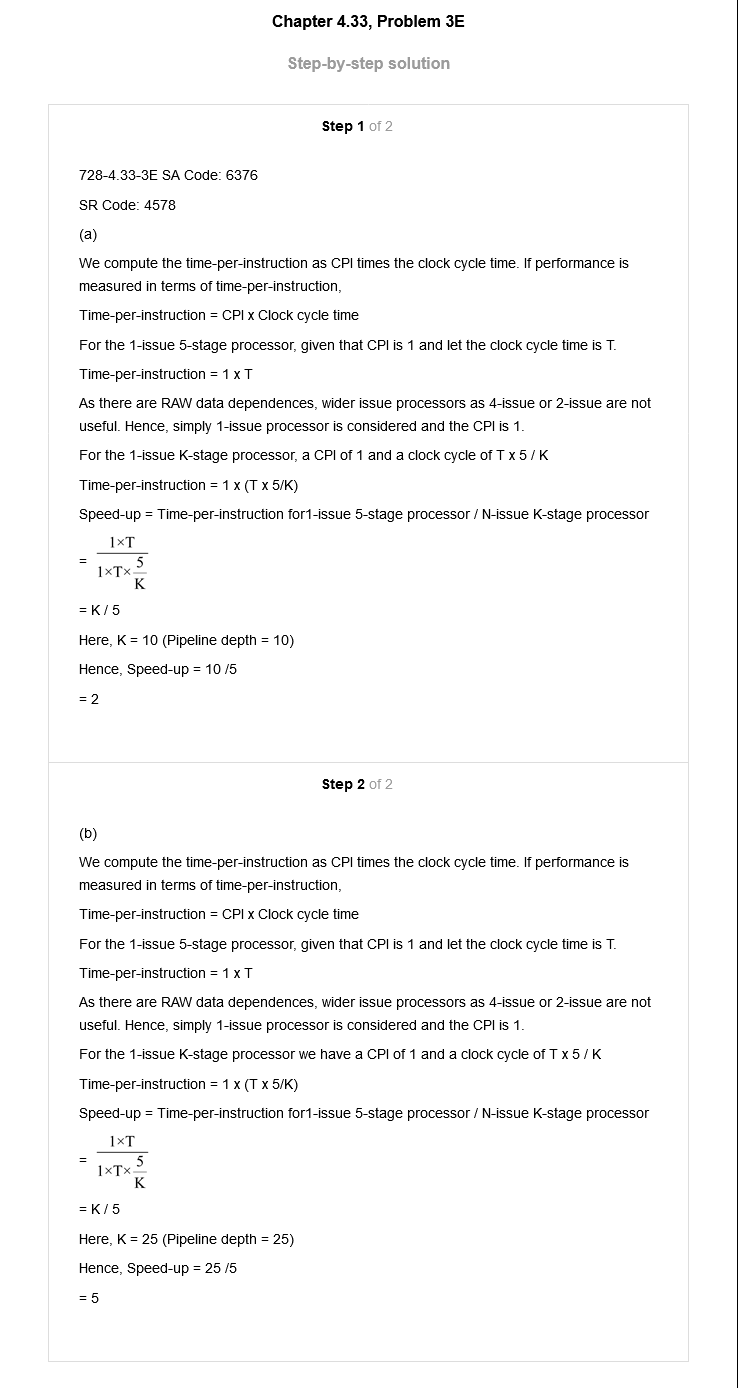 Chapter 4.33, Problem 3E
Step-by-step solution
Step 1 of 2
728-4.33-3E SA Code: 6376
SR Code: 4578
(a)
We compute the time-per-instruction as CPI times the clock cycle time. If performance is
measured in terms of time-per-instruction,
Time-per-instruction = CPI x Clock cycle time
For the 1-issue 5-stage processor, given that CPI is 1 and let the clock cycle time is T.
Time-per-instruction = 1 x T
As there are RAW data dependences, wider issue processors as 4-issue or 2-issue are not
useful. Hence, simply 1-issue processor is considered and the CPI is 1.
For the 1-issue K-stage processor, a CPI of 1 and a clock cycle of T x 5 / K
Time-per-instruction = 1 x (T x 5/K)
Speed-up = Time-per-instruction for1-issue 5-stage processor / N-issue K-stage processor
1×T
=
1×T× 5
K
= K / 5
Here, K = 10 (Pipeline depth = 10)
Hence, Speed-up = 10 /5
= 2
Step 2 of 2
(b)
We compute the time-per-instruction as CPI times the clock cycle time. If performance is
measured in terms of time-per-instruction,
Time-per-instruction = CPI x Clock cycle time
For the 1-issue 5-stage processor, given that CPI is 1 and let the clock cycle time is T.
Time-per-instruction = 1 x T
As there are RAW data dependences, wider issue processors as 4-issue or 2-issue are not
useful. Hence, simply 1-issue processor is considered and the CPI is 1.
For the 1-issue K-stage processor we have a CPI of 1 and a clock cycle of T x 5 / K
Time-per-instruction = 1 x (T x 5/K)
Speed-up = Time-per-instruction for1-issue 5-stage processor / N-issue K-stage processor
1×T
=
1×T× 5
K
= K / 5
Here, K = 25 (Pipeline depth = 25)
Hence, Speed-up = 25 /5
= 5